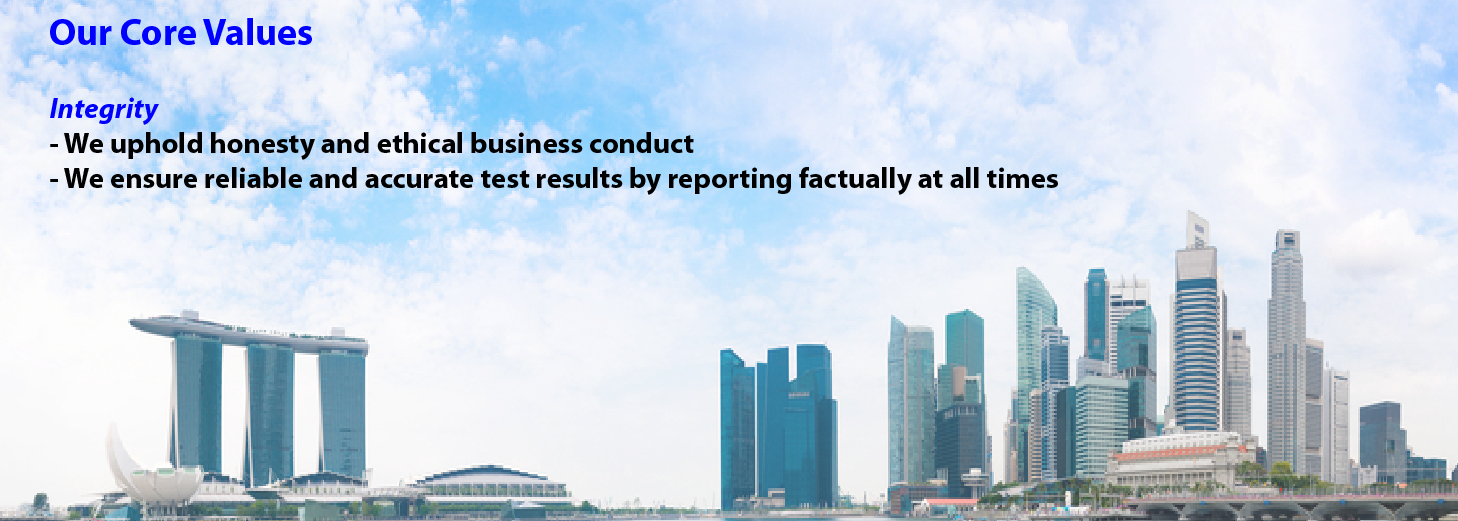 Our Core Values
Integrity
- We uphold honesty and ethical business conduct
- We ensure reliable and accurate test results by reporting factually at all times